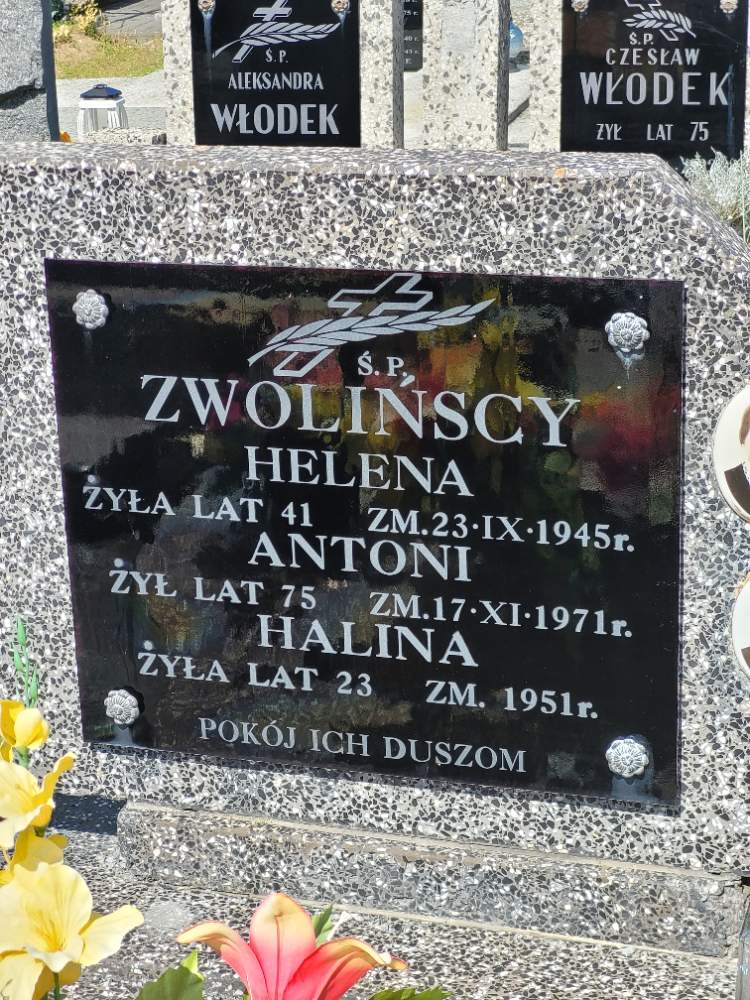 Ś.P.
ALEKSANDRA
WŁODEK
Ś.P.
CZESŁAW
WŁODEK
ŻYŁ LAT 75
Ś.P.
ZWOLIŃSCY
HELENA
ŻYŁA LAT 41 ZM.23·IX·1945r.
ANTONI
ŻYŁ LAT 75 ZM.17·XI·1971r.
HALINA
ŻYŁA LAT 23 ZM. 1951r.
POKÓJ ICH DUSZOM